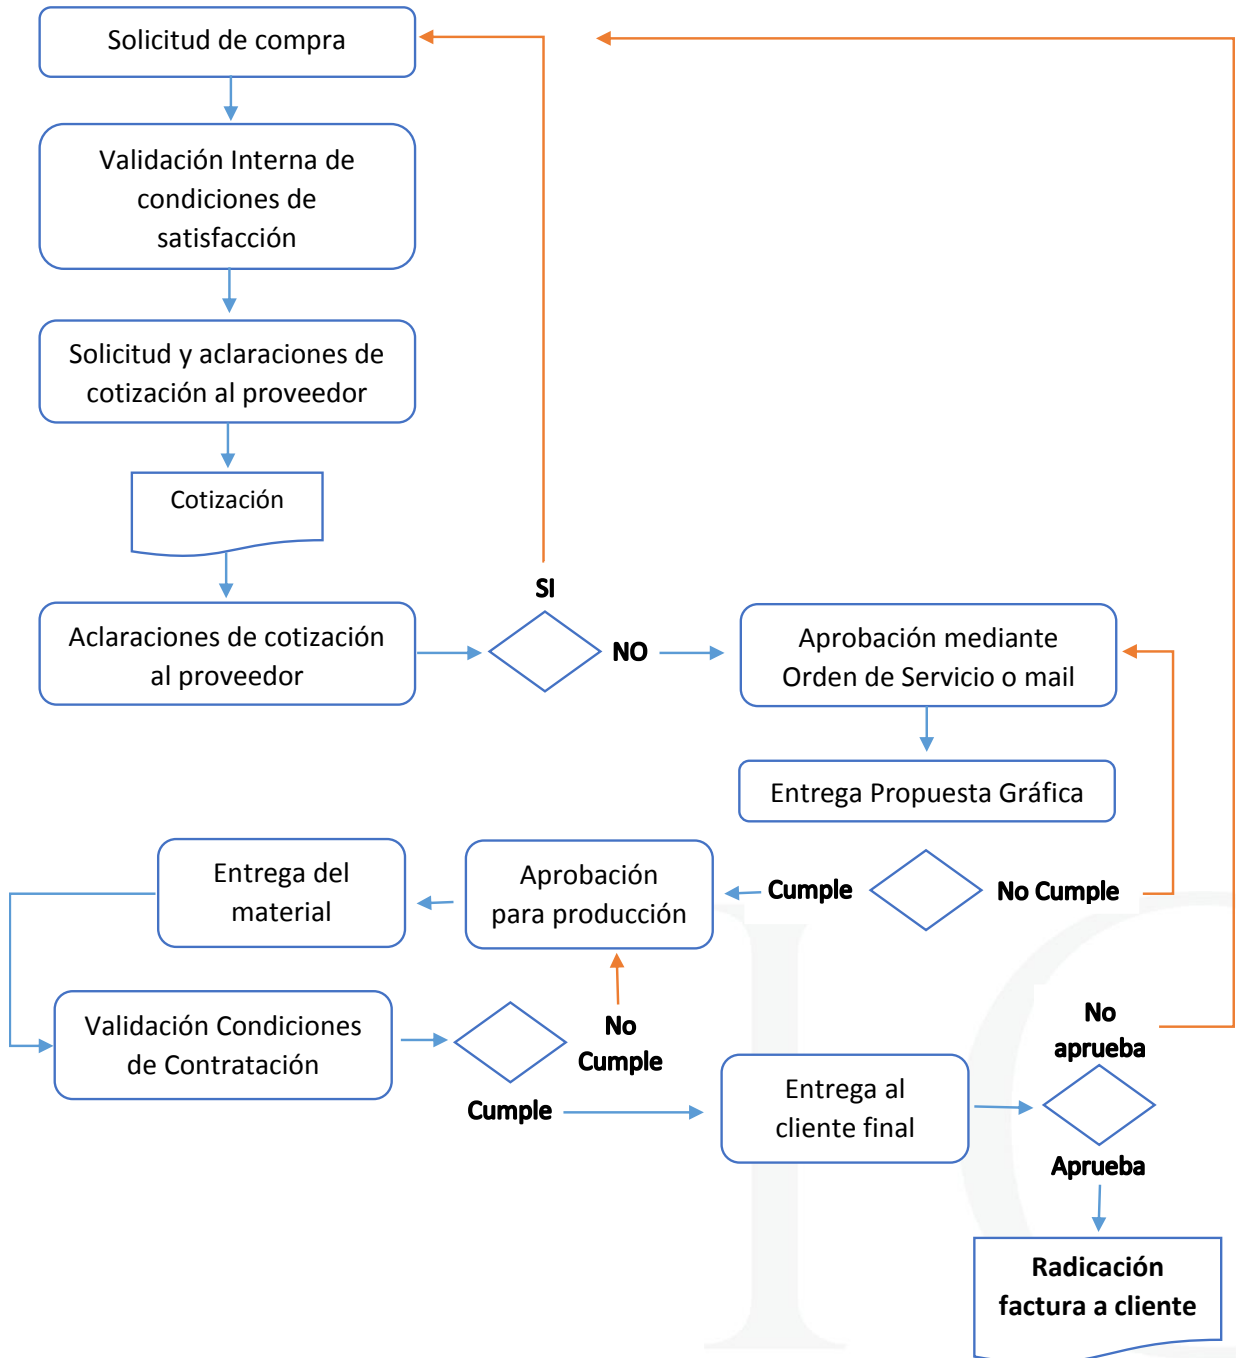 Solicitud de compra
Validación Interna de
condiciones de
satisfacción
Solicitud y aclaraciones de
cotización al proveedor
Cotización
Aclaraciones de cotización
al proveedor
SI
NO
Aprobación mediante
Orden de Servicio o mail
Entrega Propuesta Gráfica
Cumple
No Cumple
Aprobación
para producción
Entrega del
material
Validación Condiciones
de Contratación
No
Cumple
Cumple
Entrega al
cliente final
No
aprueba
Aprueba
Radicación
factura a cliente